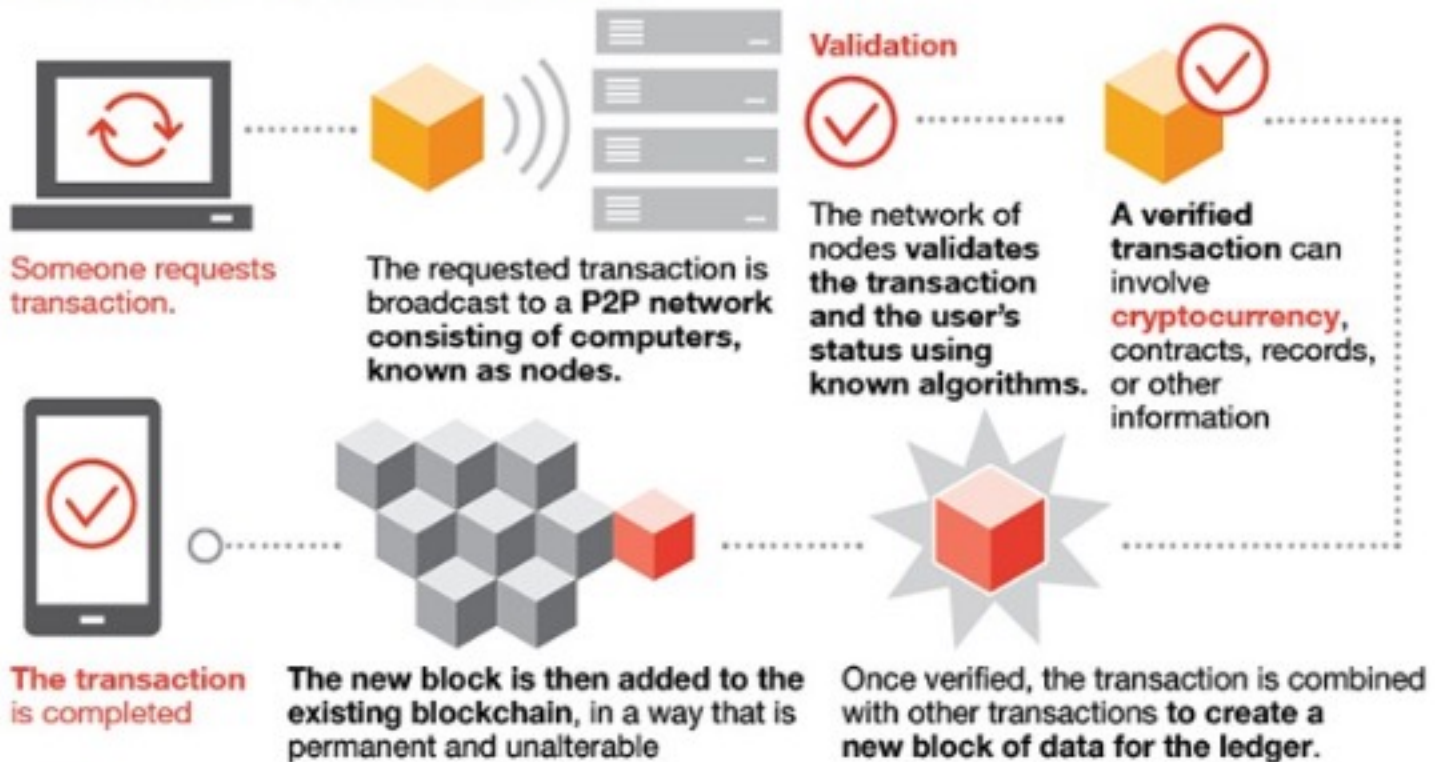 Someone requests
transaction.
The requested transaction is
broadcast to a P2P network
consisting of computers,
known as nodes.
Validation
The network of
nodes validates
the transaction
and the user's
status using
known algorithms.
A verified
transaction can
involve
cryptocurrency,
contracts, records,
or other
information
Once verified, the transaction is combined
with other transactions to create a
new block of data for the ledger.
The new block is then added to the
existing blockchain, in a way that is
permanent and unalterable
The transaction
is completed